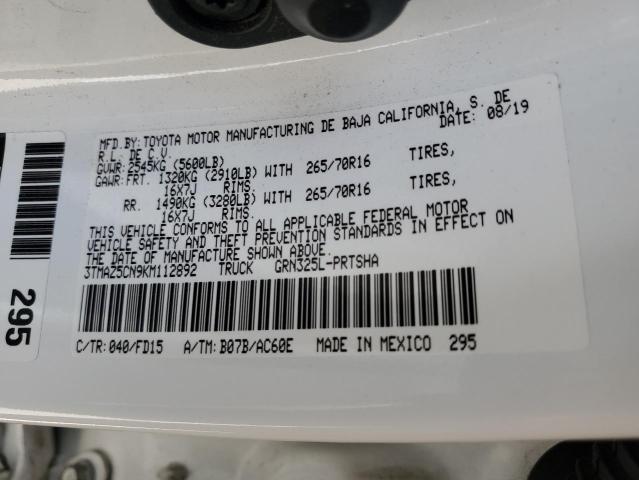 MFD.BY: TOYOTA MOTOR MANUFACTURING DE BAJA CALIFORNIA, S. DE
R.L. DE C.V. DATE: 08/19
GVWR: 2545KG (5600LB)
GAWR: FRT. 1320KG (2910LB) WITH 265/70R16 TIRES,
16X7J RIMS.
RR. 1490KG (3280LB) WITH 265/70R16 TIRES,
16X7J RIMS.
THIS VEHICLE CONFORMS TO ALL APPLICABLE FEDERAL MOTOR
VEHICLE SAFETY AND THEFT PREVENTION STANDARDS IN EFFECT ON
THE DATE OF MANUFACTURE SHOWN ABOVE.
3TMAZ5CN9KM112892 TRUCK GRN325L-PRTSHA
C/TR: 040/FD15 A/TM: B07B/AC60E MADE IN MEXICO 295
295